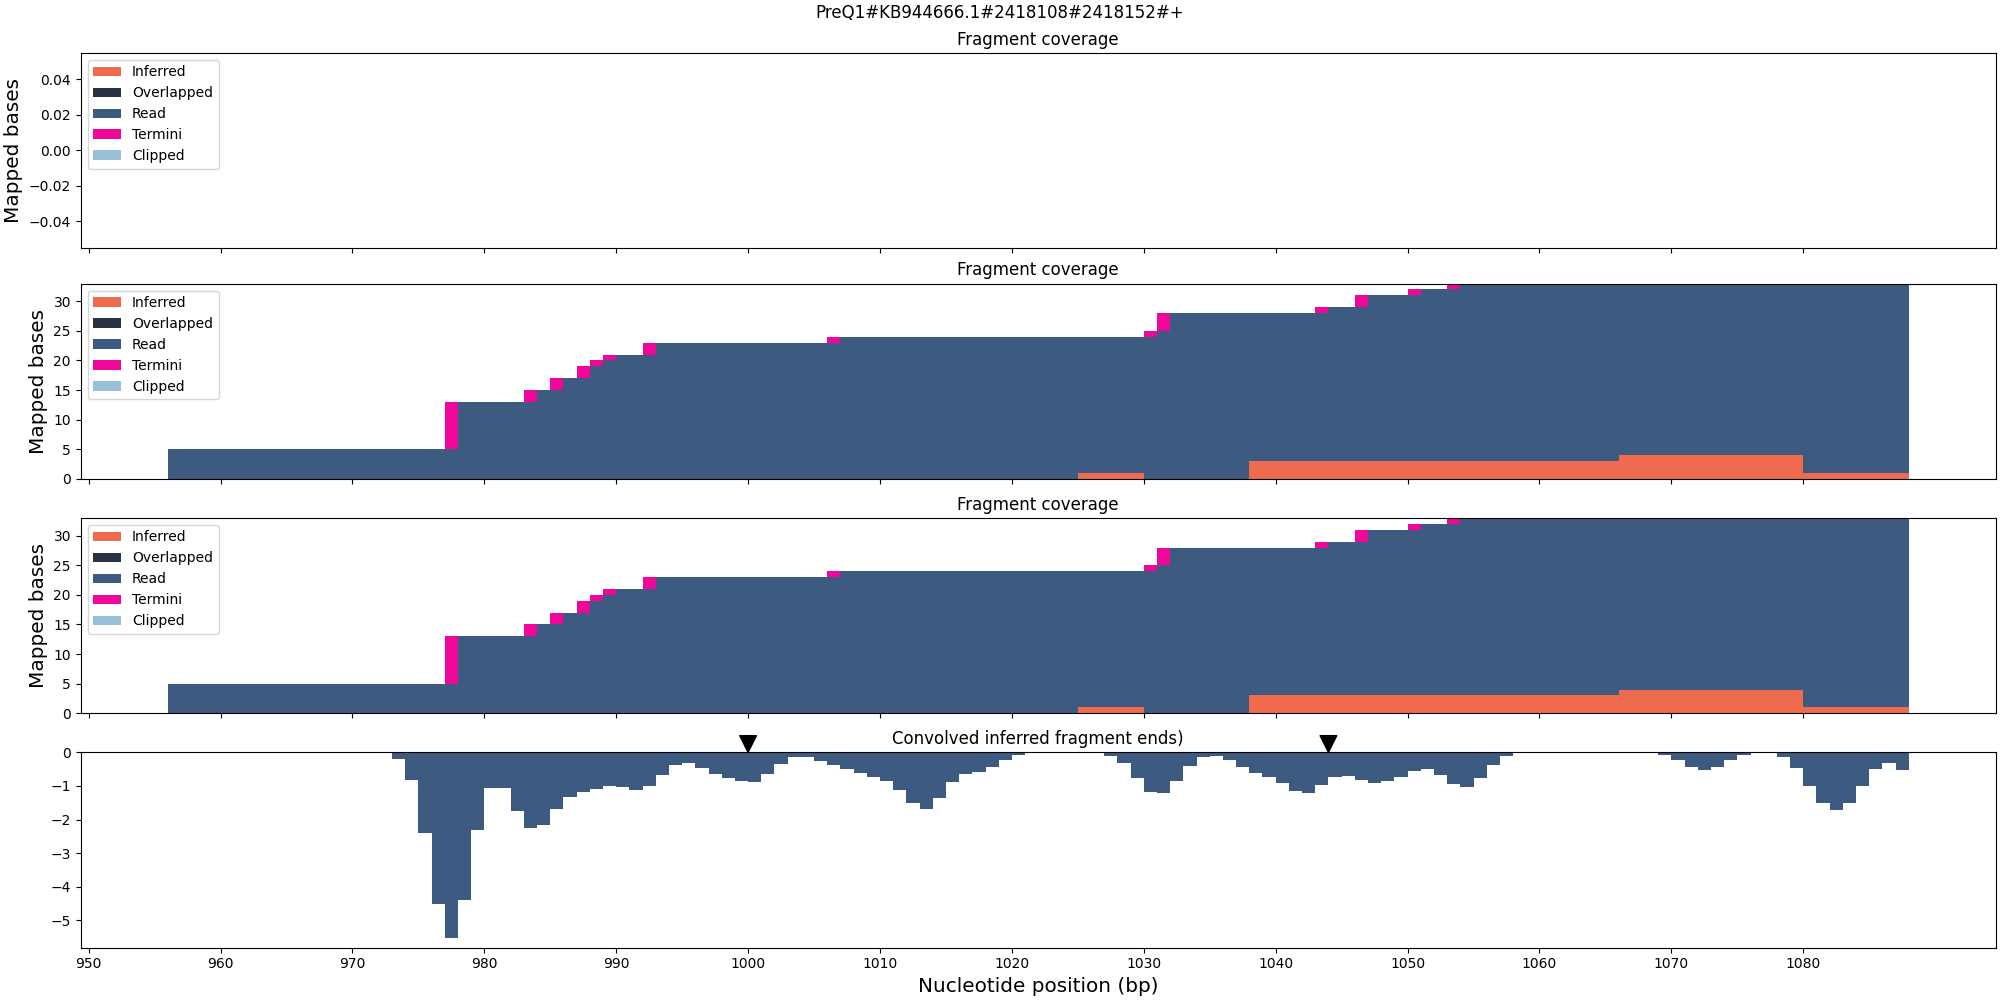 PreQ1#KB944666.1#2418108#2418152#+
Fragment coverage
Mapped bases
0.04
0.02
0.00
−0.02
−0.04
Inferred
Overlapped
Read
Termini
Clipped
Fragment coverage
Mapped bases
30
25
20
15
10
5
0
Inferred
Overlapped
Read
Termini
Clipped
Fragment coverage
Mapped bases
30
25
20
15
10
5
0
Inferred
Overlapped
Read
Termini
Clipped
Convolved inferred fragment ends)
0
−1
−2
−3
−4
−5
950 960 970 980 990 1000 1010 1020 1030 1040 1050 1060 1070 1080
Nucleotide position (bp)